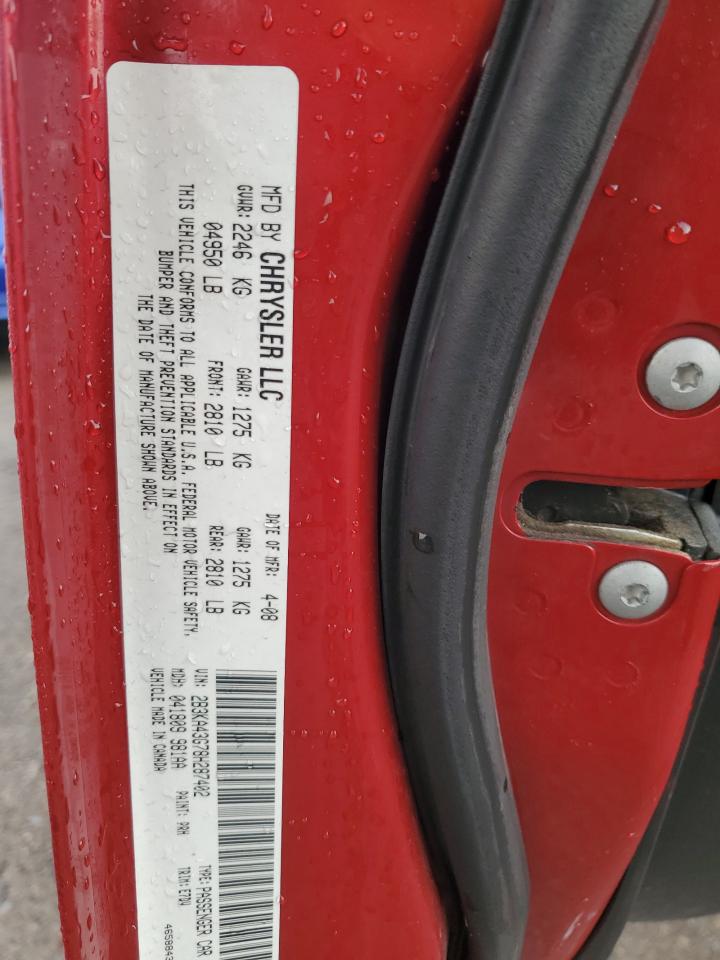 MFD BY CHRYSLER LLC
DATE OF MFR: 4-08
GVWR: 2246 KG
GAWR: 1275 KG
GAWR: 1275 KG
04950 LB
FRONT: 2810 LB
REAR: 2810 LB
THIS VEHICLE CONFORMS TO ALL APPLICABLE U.S.A. FEDERAL MOTOR VEHICLE SAFETY,
BUMPER AND THEFT PREVENTION STANDARDS IN EFFECT ON
THE DATE OF MANUFACTURE SHOWN ABOVE.
VIN: 2B3KA43G78H287402
TYPE: PASSENGER CAR
MDH: 041809 981AA
PAINT: PRH
TRIM: E7D4
VEHICLE MADE IN CANADA